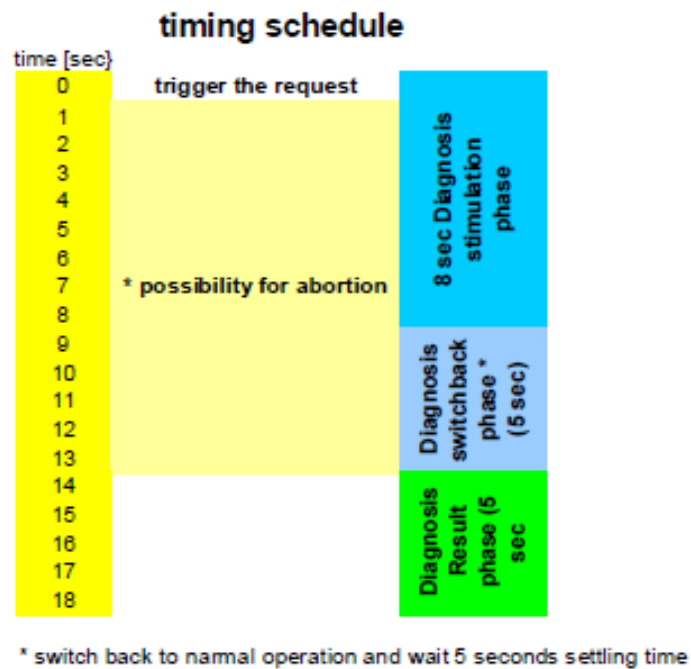 timing schedule
time [sec}
0
trigger the request
1
2
3
4
5
6
7
* possibility for abortion
8
9
10
11
12
13
14
15
16
17
18
8 sec Diagnosis
stimulation
phase
Diagnosis
switchback
phase *
(5 sec)
Diagnosis
Result
phase (5
sec
* switch back to narmal operation and wait 5 seconds settling time